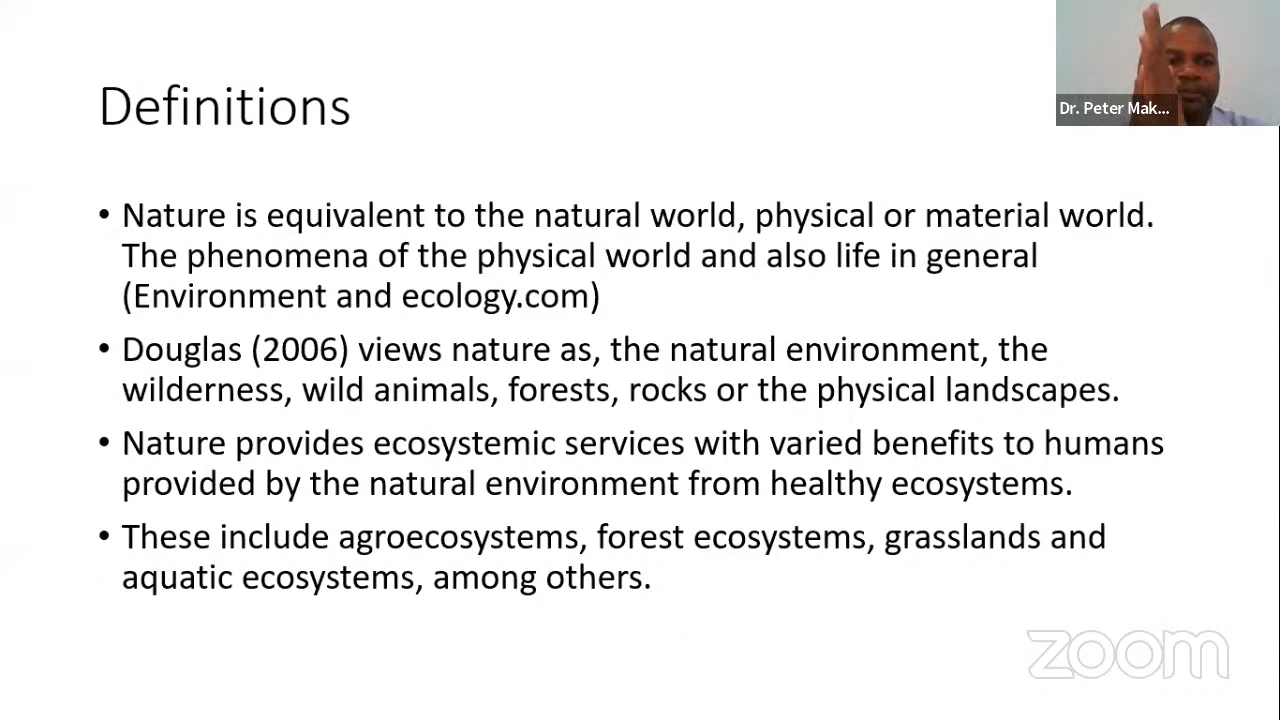 Definitions
Dr. Peter Mak...
• Nature is equivalent to the natural world, physical or material world.
The phenomena of the physical world and also life in general
(Environment and ecology.com)
• Douglas (2006) views nature as, the natural environment, the
wilderness, wild animals, forests, rocks or the physical landscapes.
• Nature provides ecosystemic services with varied benefits to humans
provided by the natural environment from healthy ecosystems.
• These include agroecosystems, forest ecosystems, grasslands and
aquatic ecosystems, among others.
zoom